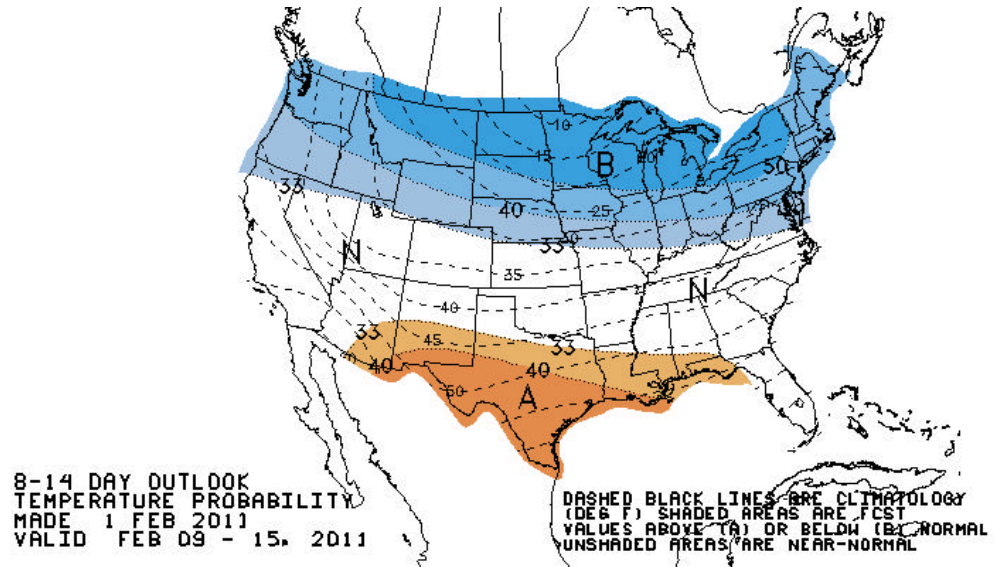 -10
15
20
B
50
40
25
33
33
30
N
35
N
40
33
45
33
40
40
50
A
8-14 DAY OUTLOOK
TEMPERATURE PROBABILITY
MADE 1 FEB 2011
VALID FEB 09 - 15, 2011
DASHED BLACK LINES ARE CLIMATOLOGY
(DEG F) SHADED AREAS ARE FCST
VALUES ABOVE (A) OR BELOW (B) NORMAL
UNSHADED AREAS ARE NEAR-NORMAL